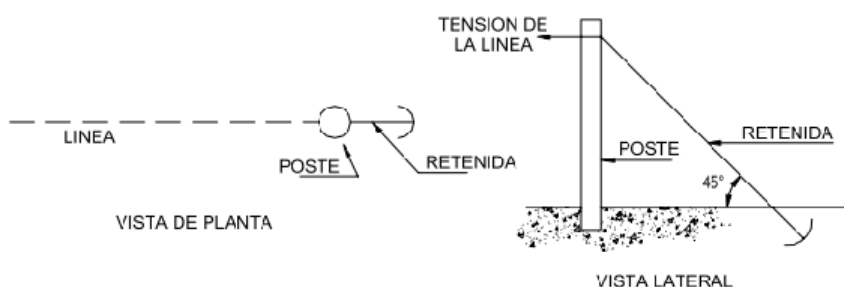 LINEA
POSTE
RETENIDA
VISTA DE PLANTA
TENSION DE
LA LINEA
RETENIDA
POSTE
45°
VISTA LATERAL